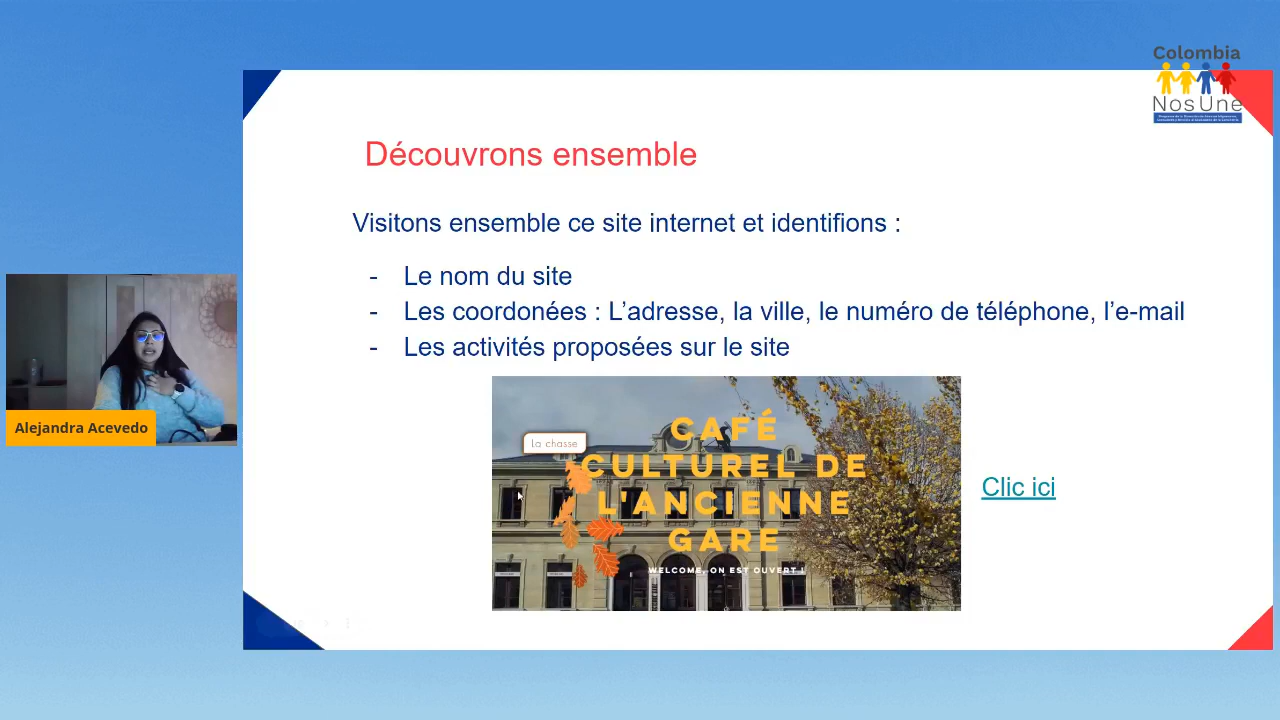 Colombia
NosUne
Découvrons ensemble
Visitons ensemble ce site internet et identifions :
- Le nom du site
- Les coordonées : L’adresse, la ville, le numéro de téléphone, l’e-mail
- Les activités proposées sur le site
La chasse
CAFÉ
CULTUREL DE
L'ANCIENNE
GARE
WELCOME, ON EST OUVERT !
Clic ici
Alejandra Acevedo